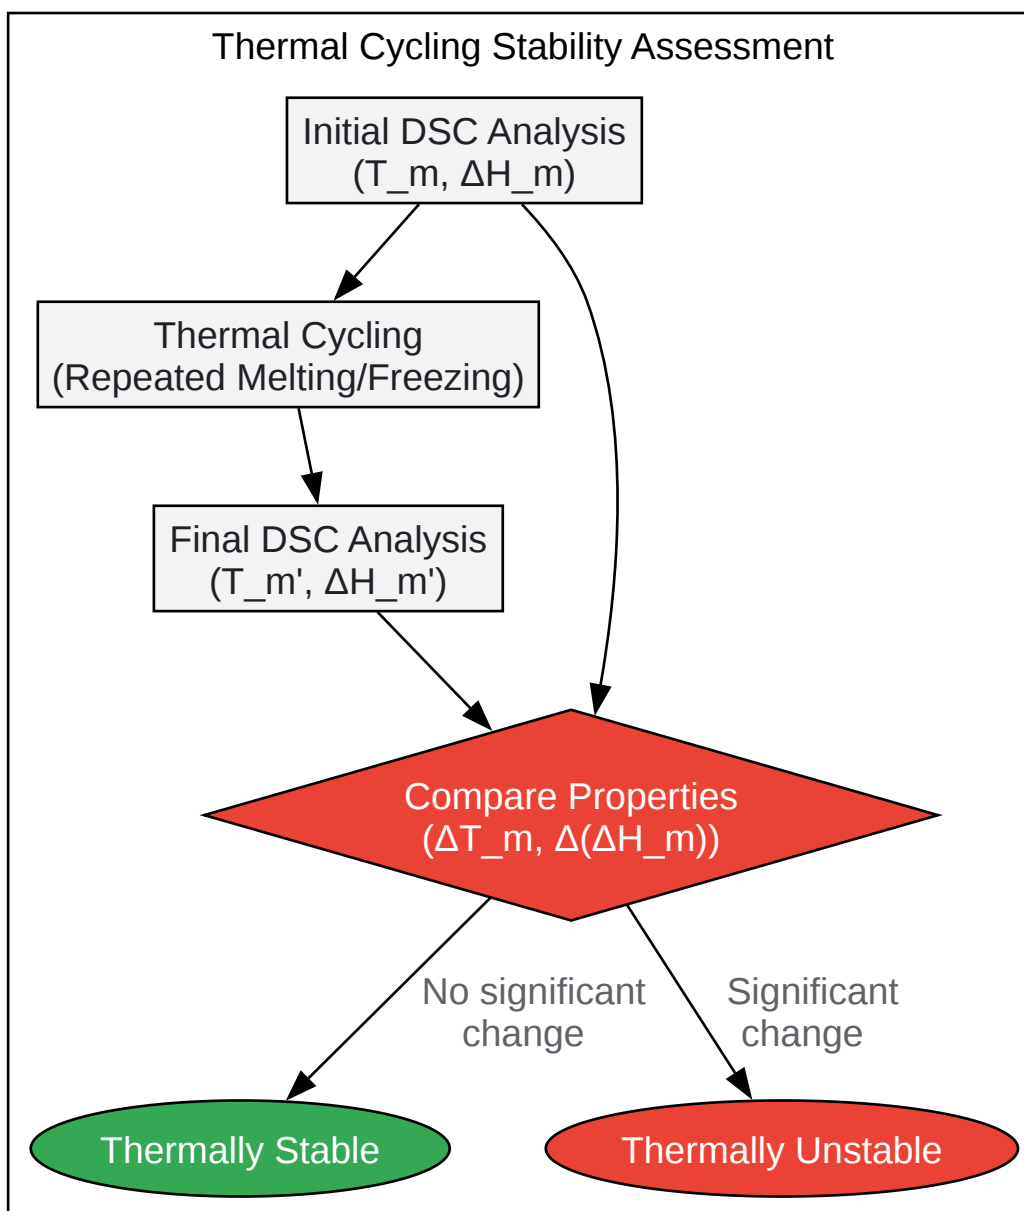 Thermal Cycling Stability Assessment
Initial DSC Analysis
(T_m, ΔH_m)
Thermal Cycling
(Repeated Melting/Freezing)
Final DSC Analysis
(T_m', ΔH_m')
Compare Properties
(ΔT_m, Δ(ΔH_m))
No significant
change
Significant
change
Thermally Stable
Thermally Unstable